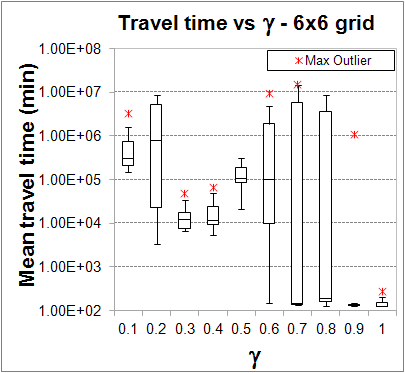 Travel time vs γ - 6x6 grid
Max Outlier
Mean travel time (min)
1.00E+08
1.00E+07
1.00E+06
1.00E+05
1.00E+04
1.00E+03
1.00E+02
0.1 0.2 0.3 0.4 0.5 0.6 0.7 0.8 0.9 1
γ